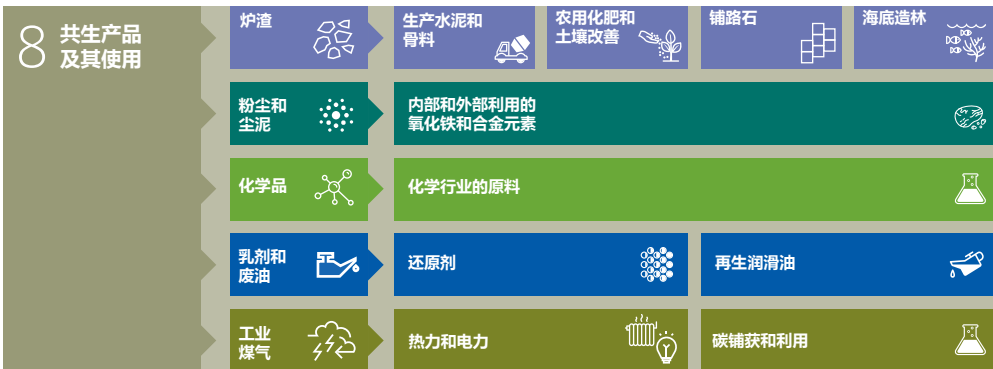 8
共生产品
及其使用
炉渣
生产水泥和
骨料
农用化肥和
土壤改善
铺路石
海底造林
粉尘和
尘泥
内部和外部利用的
氧化铁和合金元素
化学品
化学行业的原料
乳剂和
废油
还原剂
再生润滑油
工业
煤气
热力和电力
碳铺获和利用